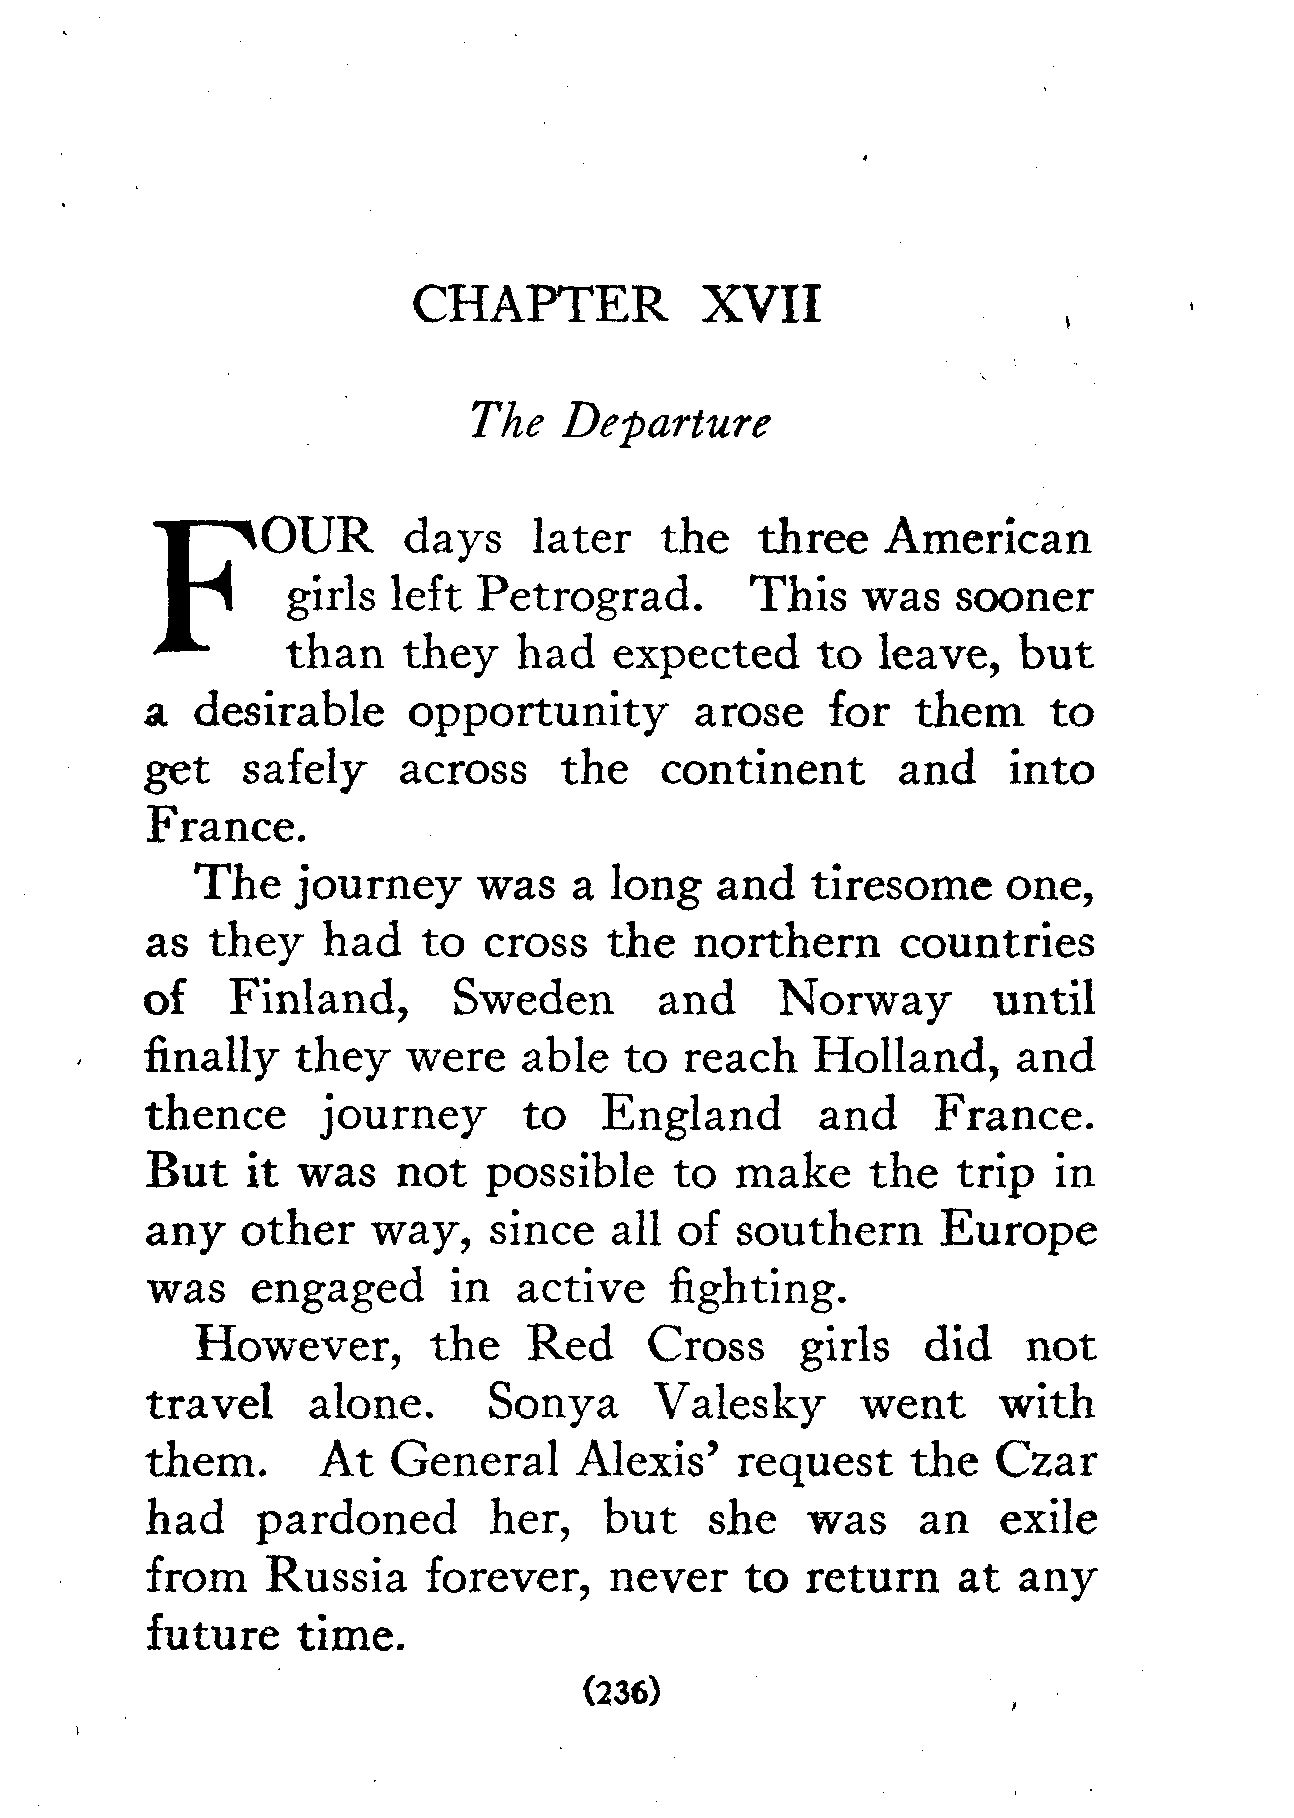 CHAPTER XVII
The Departure
FOUR days later the three American
girls left Petrograd. This was sooner
than they had expected to leave, but
a desirable opportunity arose for them to
get safely across the continent and into
France.
The journey was a long and tiresome one,
as they had to cross the northern countries
of Finland, Sweden and Norway until
finally they were able to reach Holland, and
thence journey to England and France.
But it was not possible to make the trip in
any other way, since all of southern Europe
was engaged in active fighting.
However, the Red Cross girls did not
travel alone. Sonya Valesky went with
them. At General Alexis’ request the Czar
had pardoned her, but she was an exile
from Russia forever, never to return at any
future time.
(236)